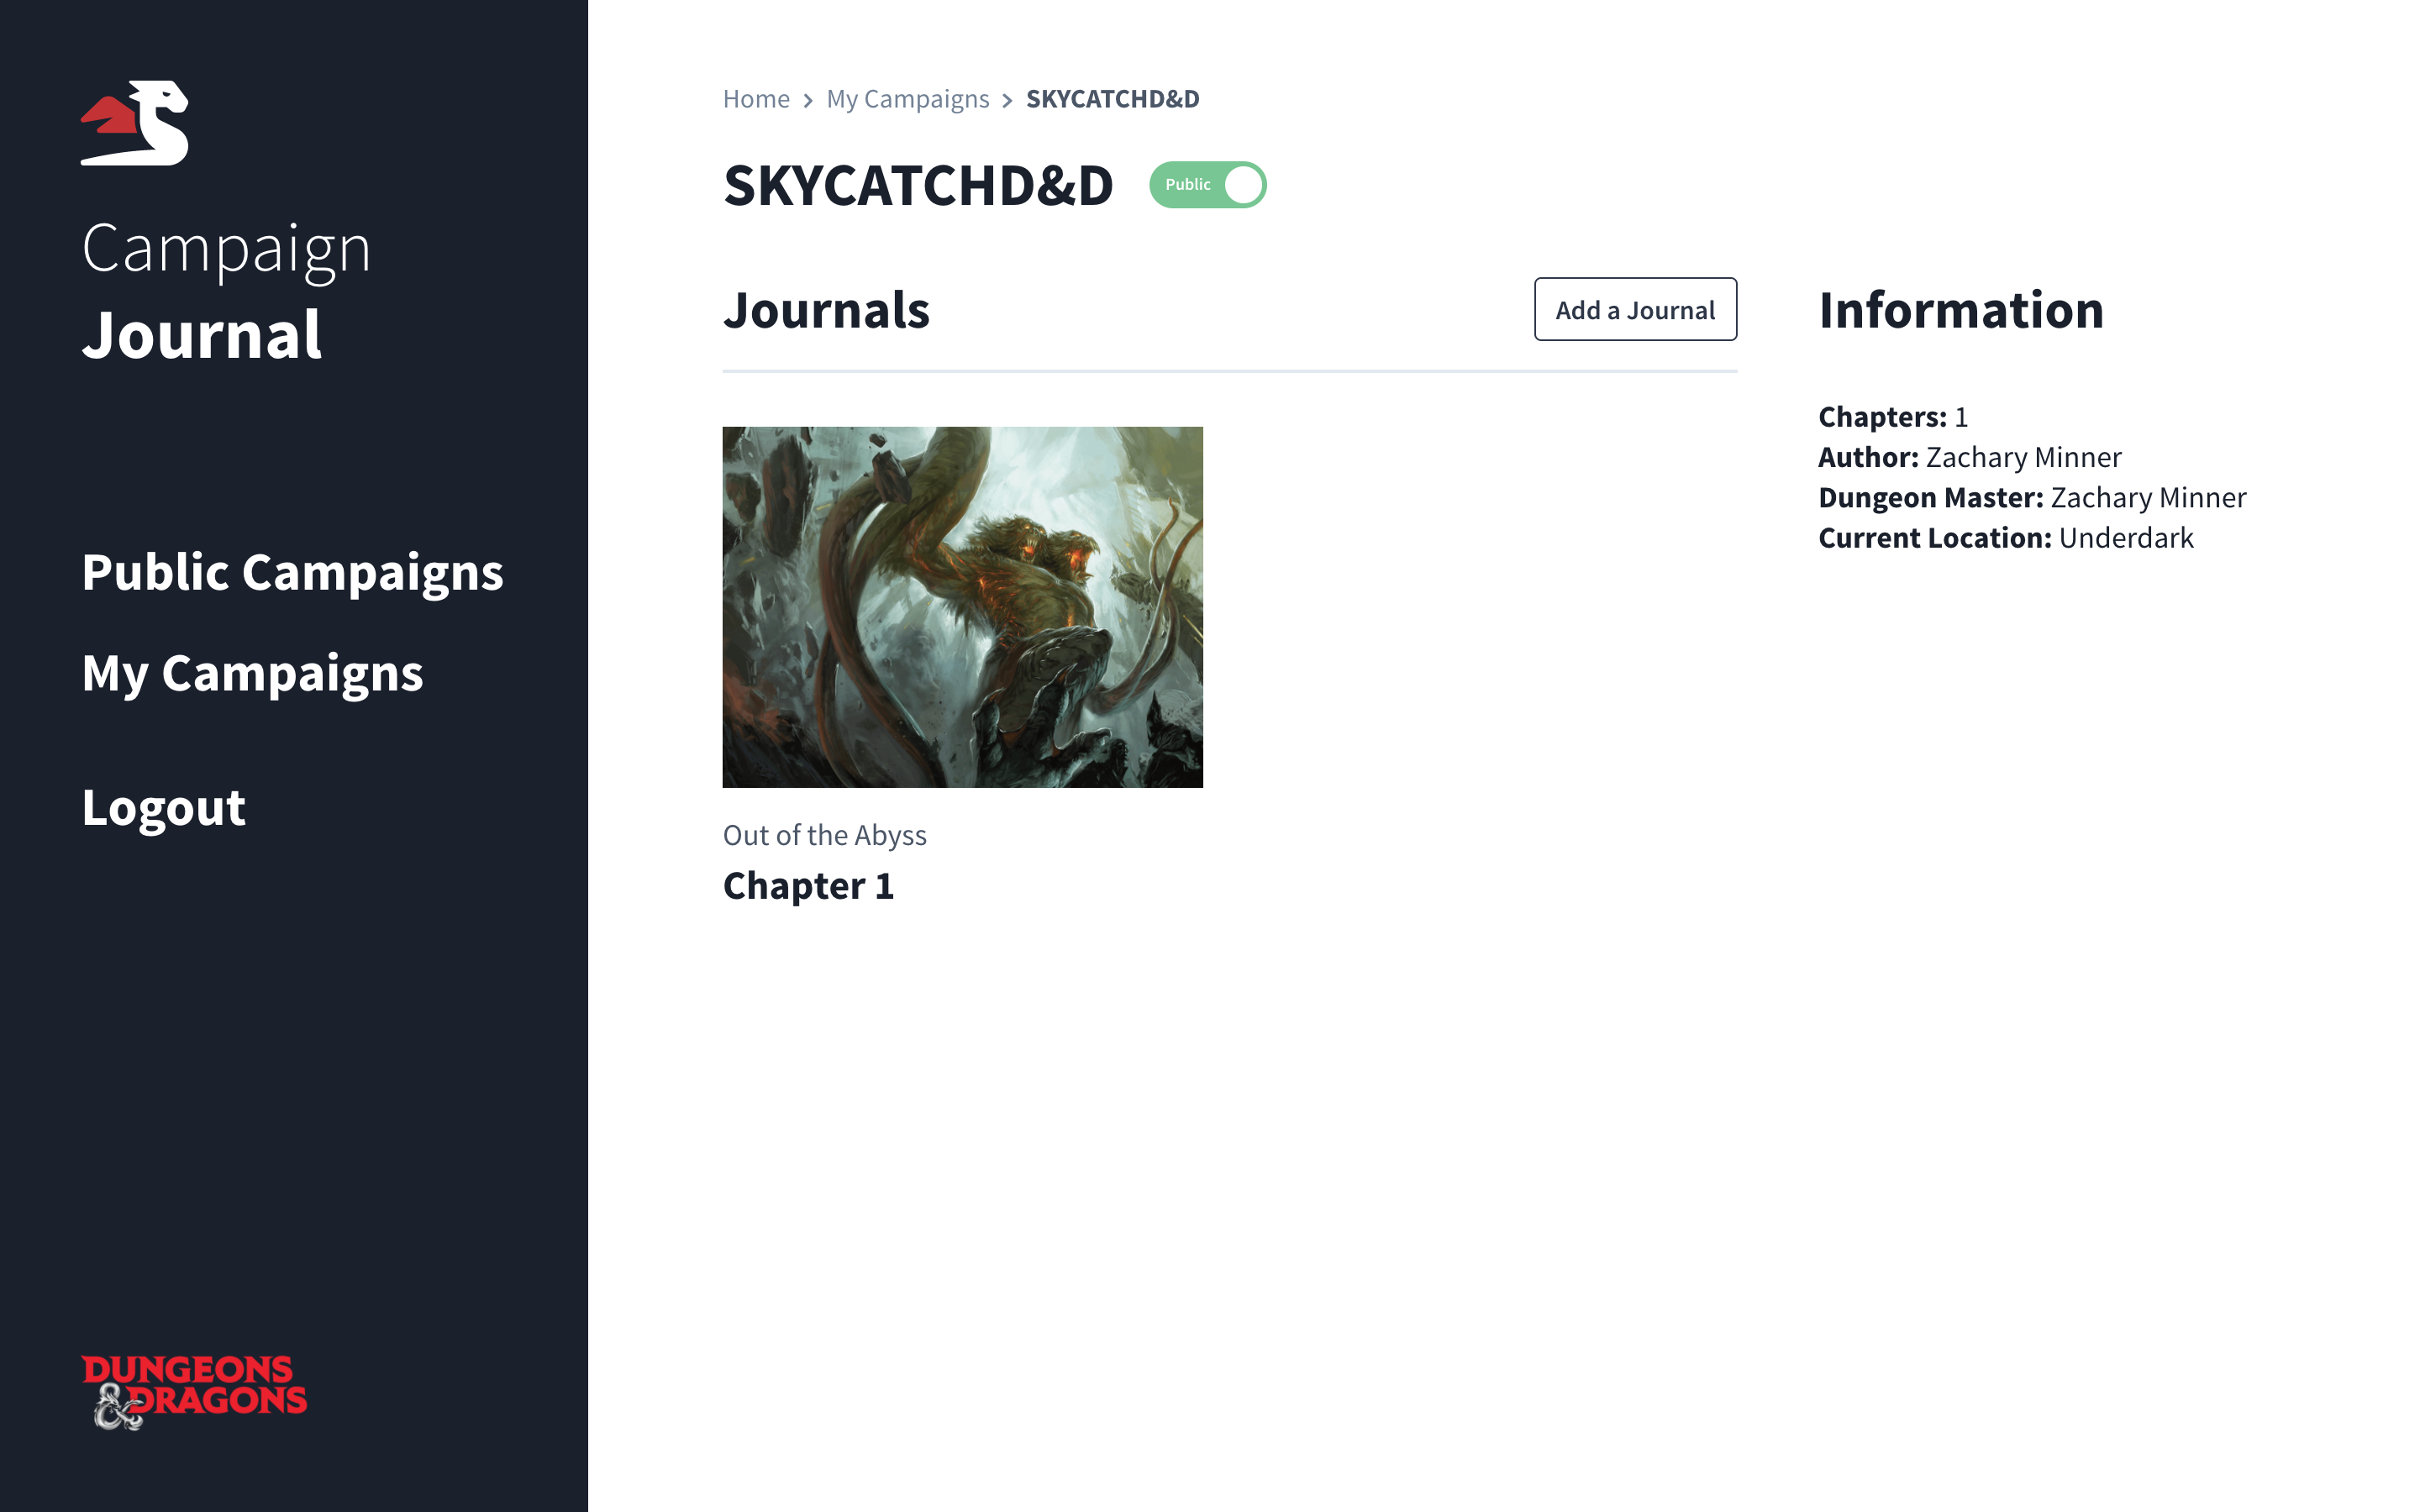 Campaign
Journal
Public Campaigns
My Campaigns
Logout
DUNGEONS
&DRAGONS
Home > My Campaigns > SKYCATCHD&D
SKYCATCHD&D Public
Journals Add a Journal
Out of the Abyss
Chapter 1
Information
Chapters: 1
Author: Zachary Minner
Dungeon Master: Zachary Minner
Current Location: Underdark